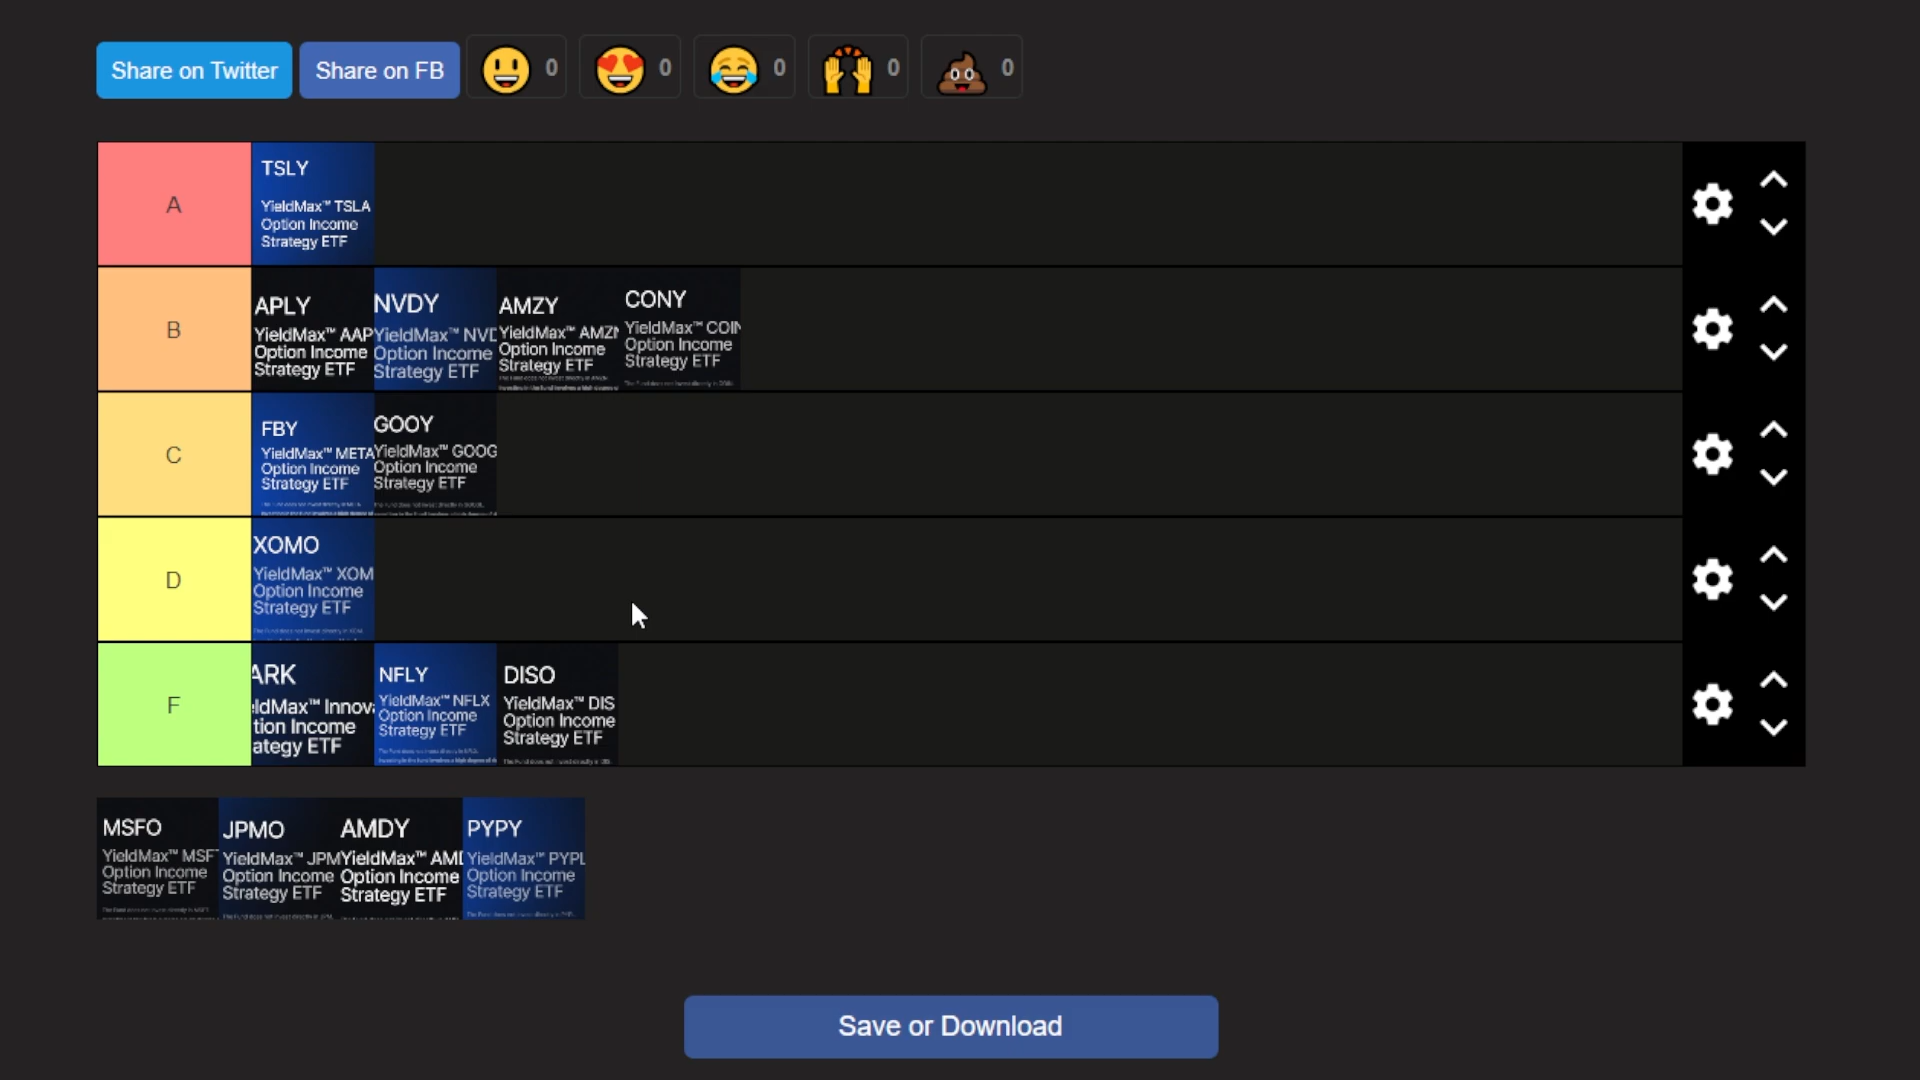 Share on Twitter
Share on FB
0
0
0
0
0
A
TSLY
YieldMax™ TSLA
Option Income
Strategy ETF
B
APLY
YieldMax™ AAP
Option Income
Strategy ETF
NVDY
YieldMax™ NVD
Option Income
Strategy ETF
AMZY
YieldMax™ AMZN
Option Income
Strategy ETF
CONY
YieldMax™ COIN
Option Income
Strategy ETF
C
FBY
YieldMax™ META
Option Income
Strategy ETF
GOOY
YieldMax™ GOOG
Option Income
Strategy ETF
D
XOMO
YieldMax™ XOM
Option Income
Strategy ETF
F
ARK
ldMax™ Innova
tion Income
ategy ETF
NFLY
YieldMax™ NFLX
Option Income
Strategy ETF
DISO
YieldMax™ DIS
Option Income
Strategy ETF
MSFO
YieldMax™ MSFT
Option Income
Strategy ETF
JPMO
YieldMax™ JPM
Option Income
Strategy ETF
AMDY
YieldMax™ AMD
Option Income
Strategy ETF
PYPY
YieldMax™ PYPL
Option Income
Strategy ETF
Save or Download